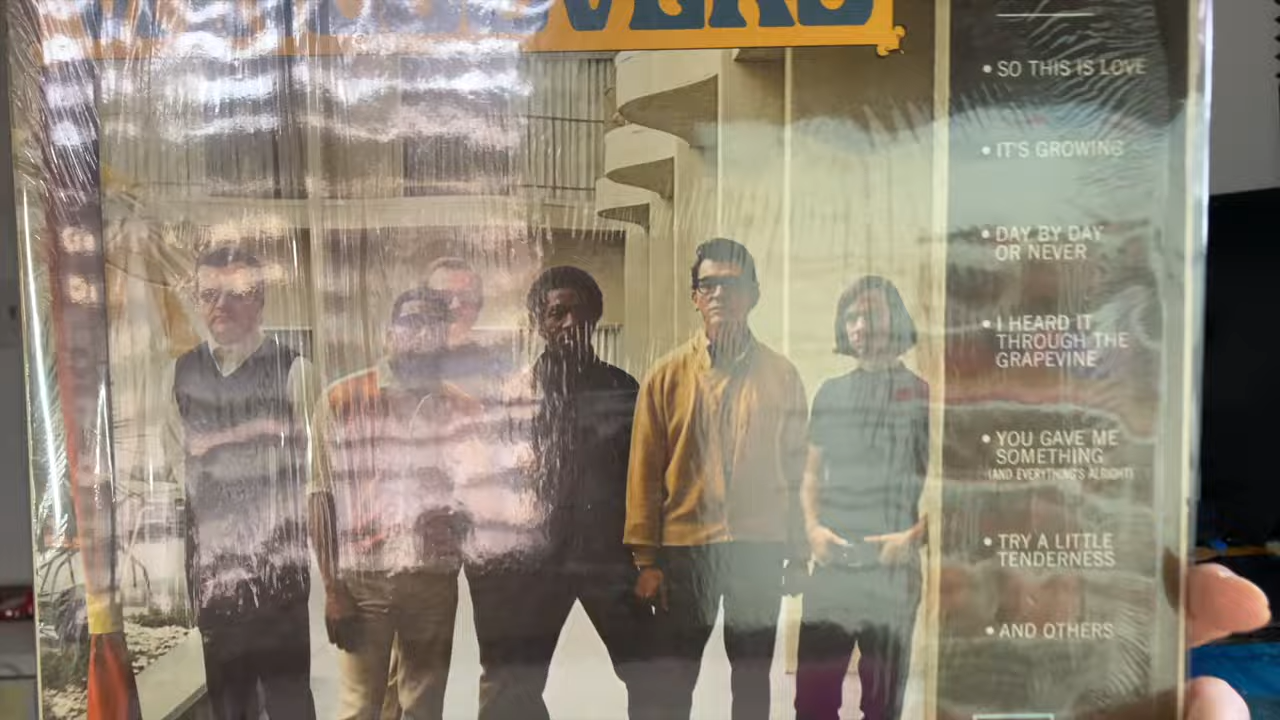 SO THIS IS LOVE
IT'S GROWING
DAY BY DAY
OR NEVER
I HEARD IT
THROUGH THE
GRAPEVINE
YOU GAVE ME
SOMETHING
(AND EVERYTHING'S ALRIGHT)
TRY A LITTLE
TENDERNESS
AND OTHERS